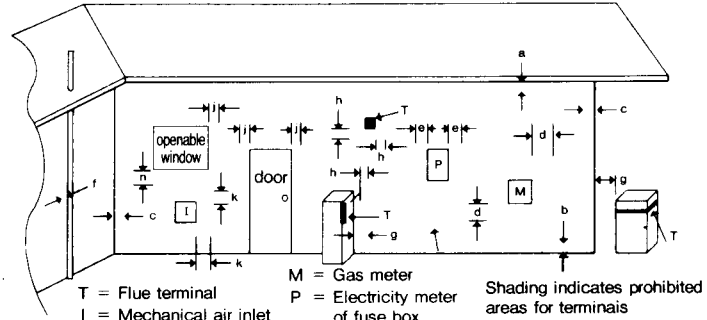 a
h
T
j
c
e
e
d
j
j
openable
window
h
P
n
door
h
f
k
M
g
I
c
T
d
b
g
T
k
M = Gas meter
T = Flue terminal
P = Electricity meter
Shading indicates prohibited
I = Mechanical air inlet
of fuse box
areas for terminals